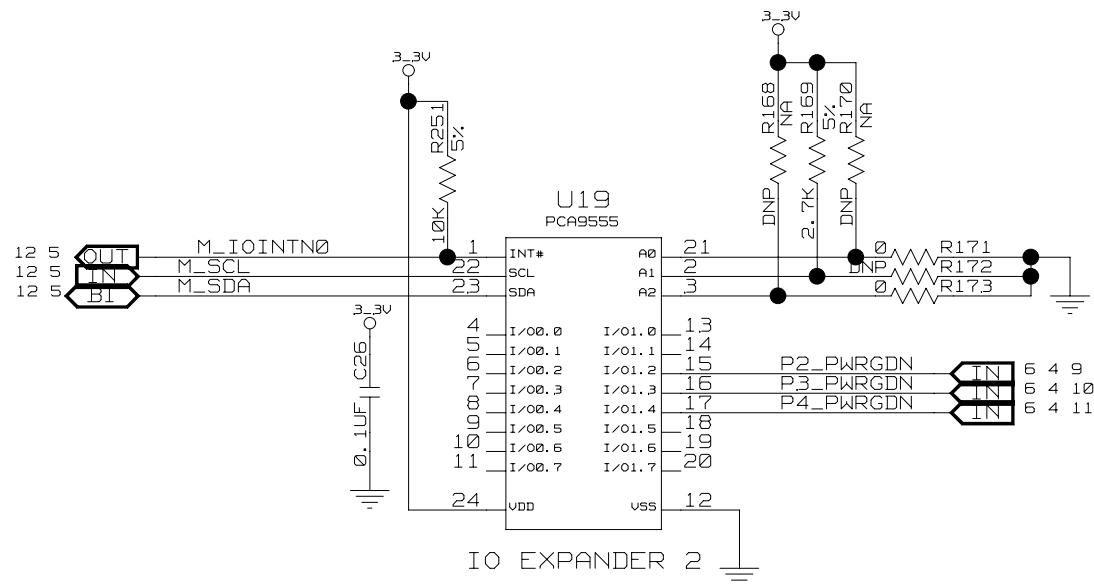 3_3V
3_3V
R168
NA
R169
5%
R170
NA
R251
5%
10K
DNP
2.7K
DNP
U19
PCA9555
12 5 OUT M_IOINTN0 1 INT# A0 21 0 R171
12 5 IN M_SCL 22 SCL A1 2 DNP R172
12 5 BI M_SDA 23 SDA A2 3 0 R173
3_3V
C26
0.1UF
4 I/O0.0 I/O1.0 13
5 I/O0.1 I/O1.1 14
6 I/O0.2 I/O1.2 15 P2_PWRGDN IN 6 4 9
7 I/O0.3 I/O1.3 16 P3_PWRGDN IN 6 4 10
8 I/O0.4 I/O1.4 17 P4_PWRGDN IN 6 4 11
9 I/O0.5 I/O1.5 18
10 I/O0.6 I/O1.6 19
11 I/O0.7 I/O1.7 20
24 VDD VSS 12
IO EXPANDER 2